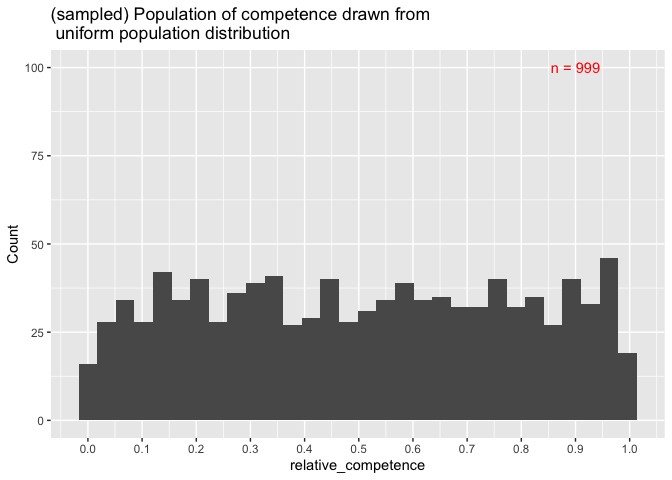 (sampled) Population of competence drawn from
uniform population distribution
n = 999
100
75
50
25
0
Count
0.0 0.1 0.2 0.3 0.4 0.5 0.6 0.7 0.8 0.9 1.0
relative_competence